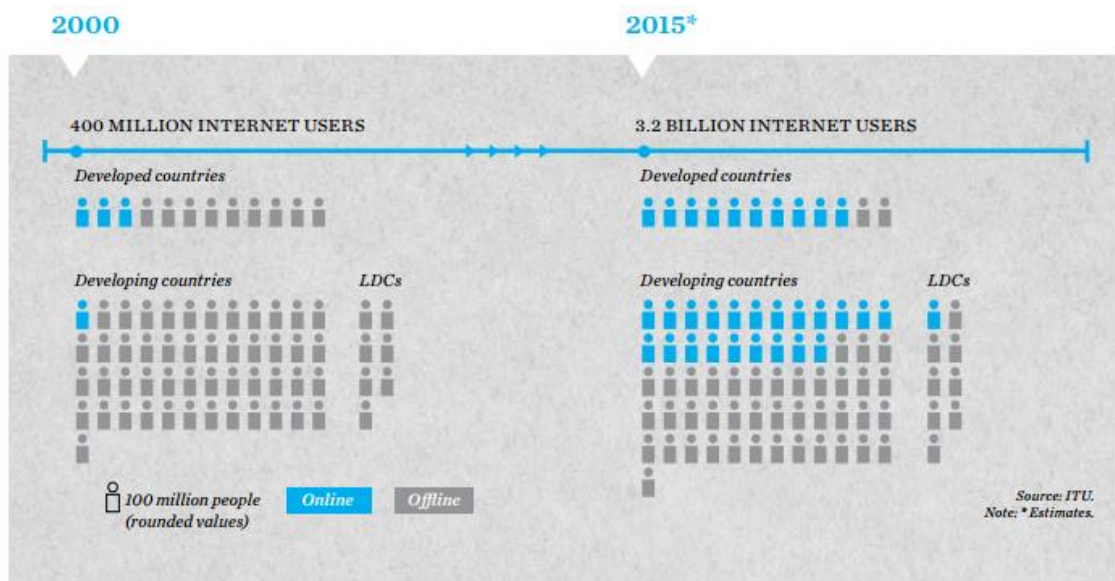 2000
2015*
400 MILLION INTERNET USERS
3.2 BILLION INTERNET USERS
Developed countries
Developed countries
Developing countries
LDCs
Developing countries
LDCs
100 million people
(rounded values)
Online
Offline
Source: ITU.
Note: * Estimates.